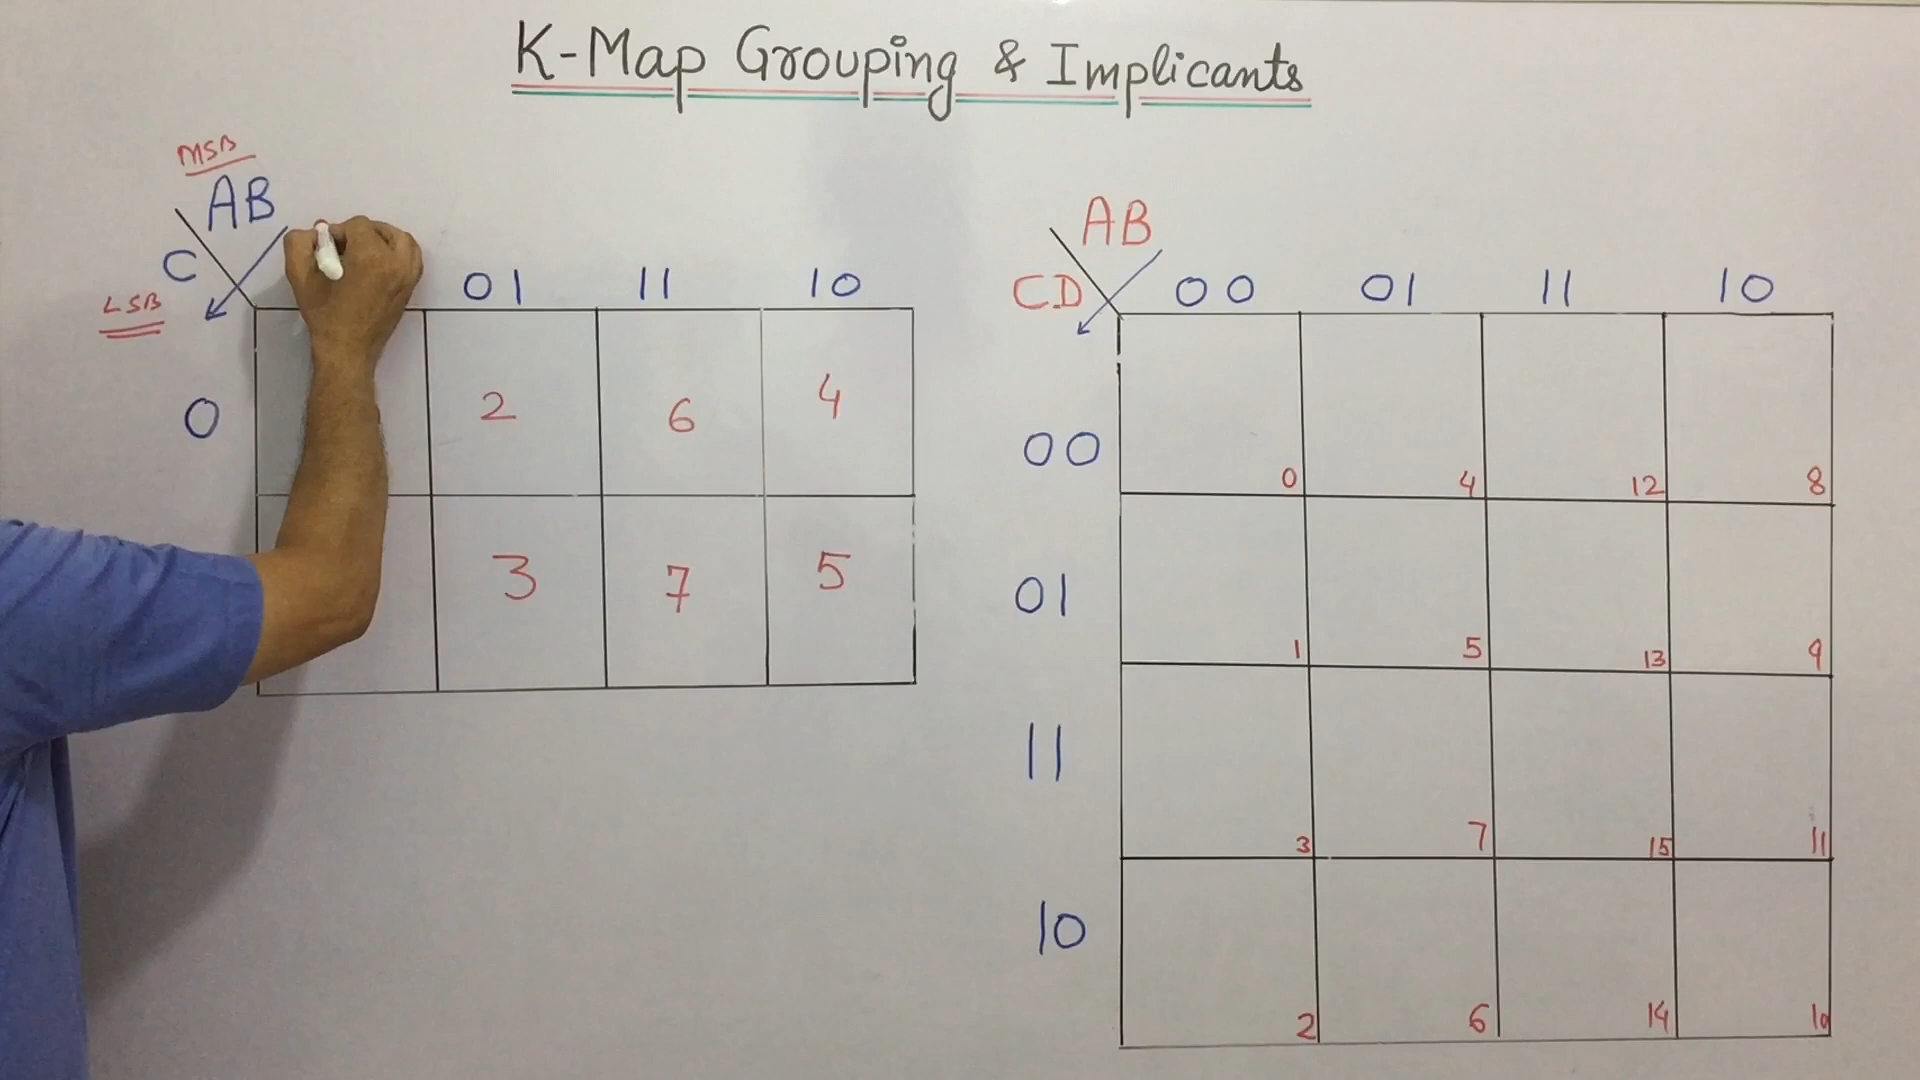 K-Map Grouping & Implicants
MSB
AB
C
LSB
01 11 10
0 2 6 4
3 7 5
AB
CD 00 01 11 10
00
0 4 12 8
01
1 5 13 9
11
3 7 15 11
10
2 6 14 10